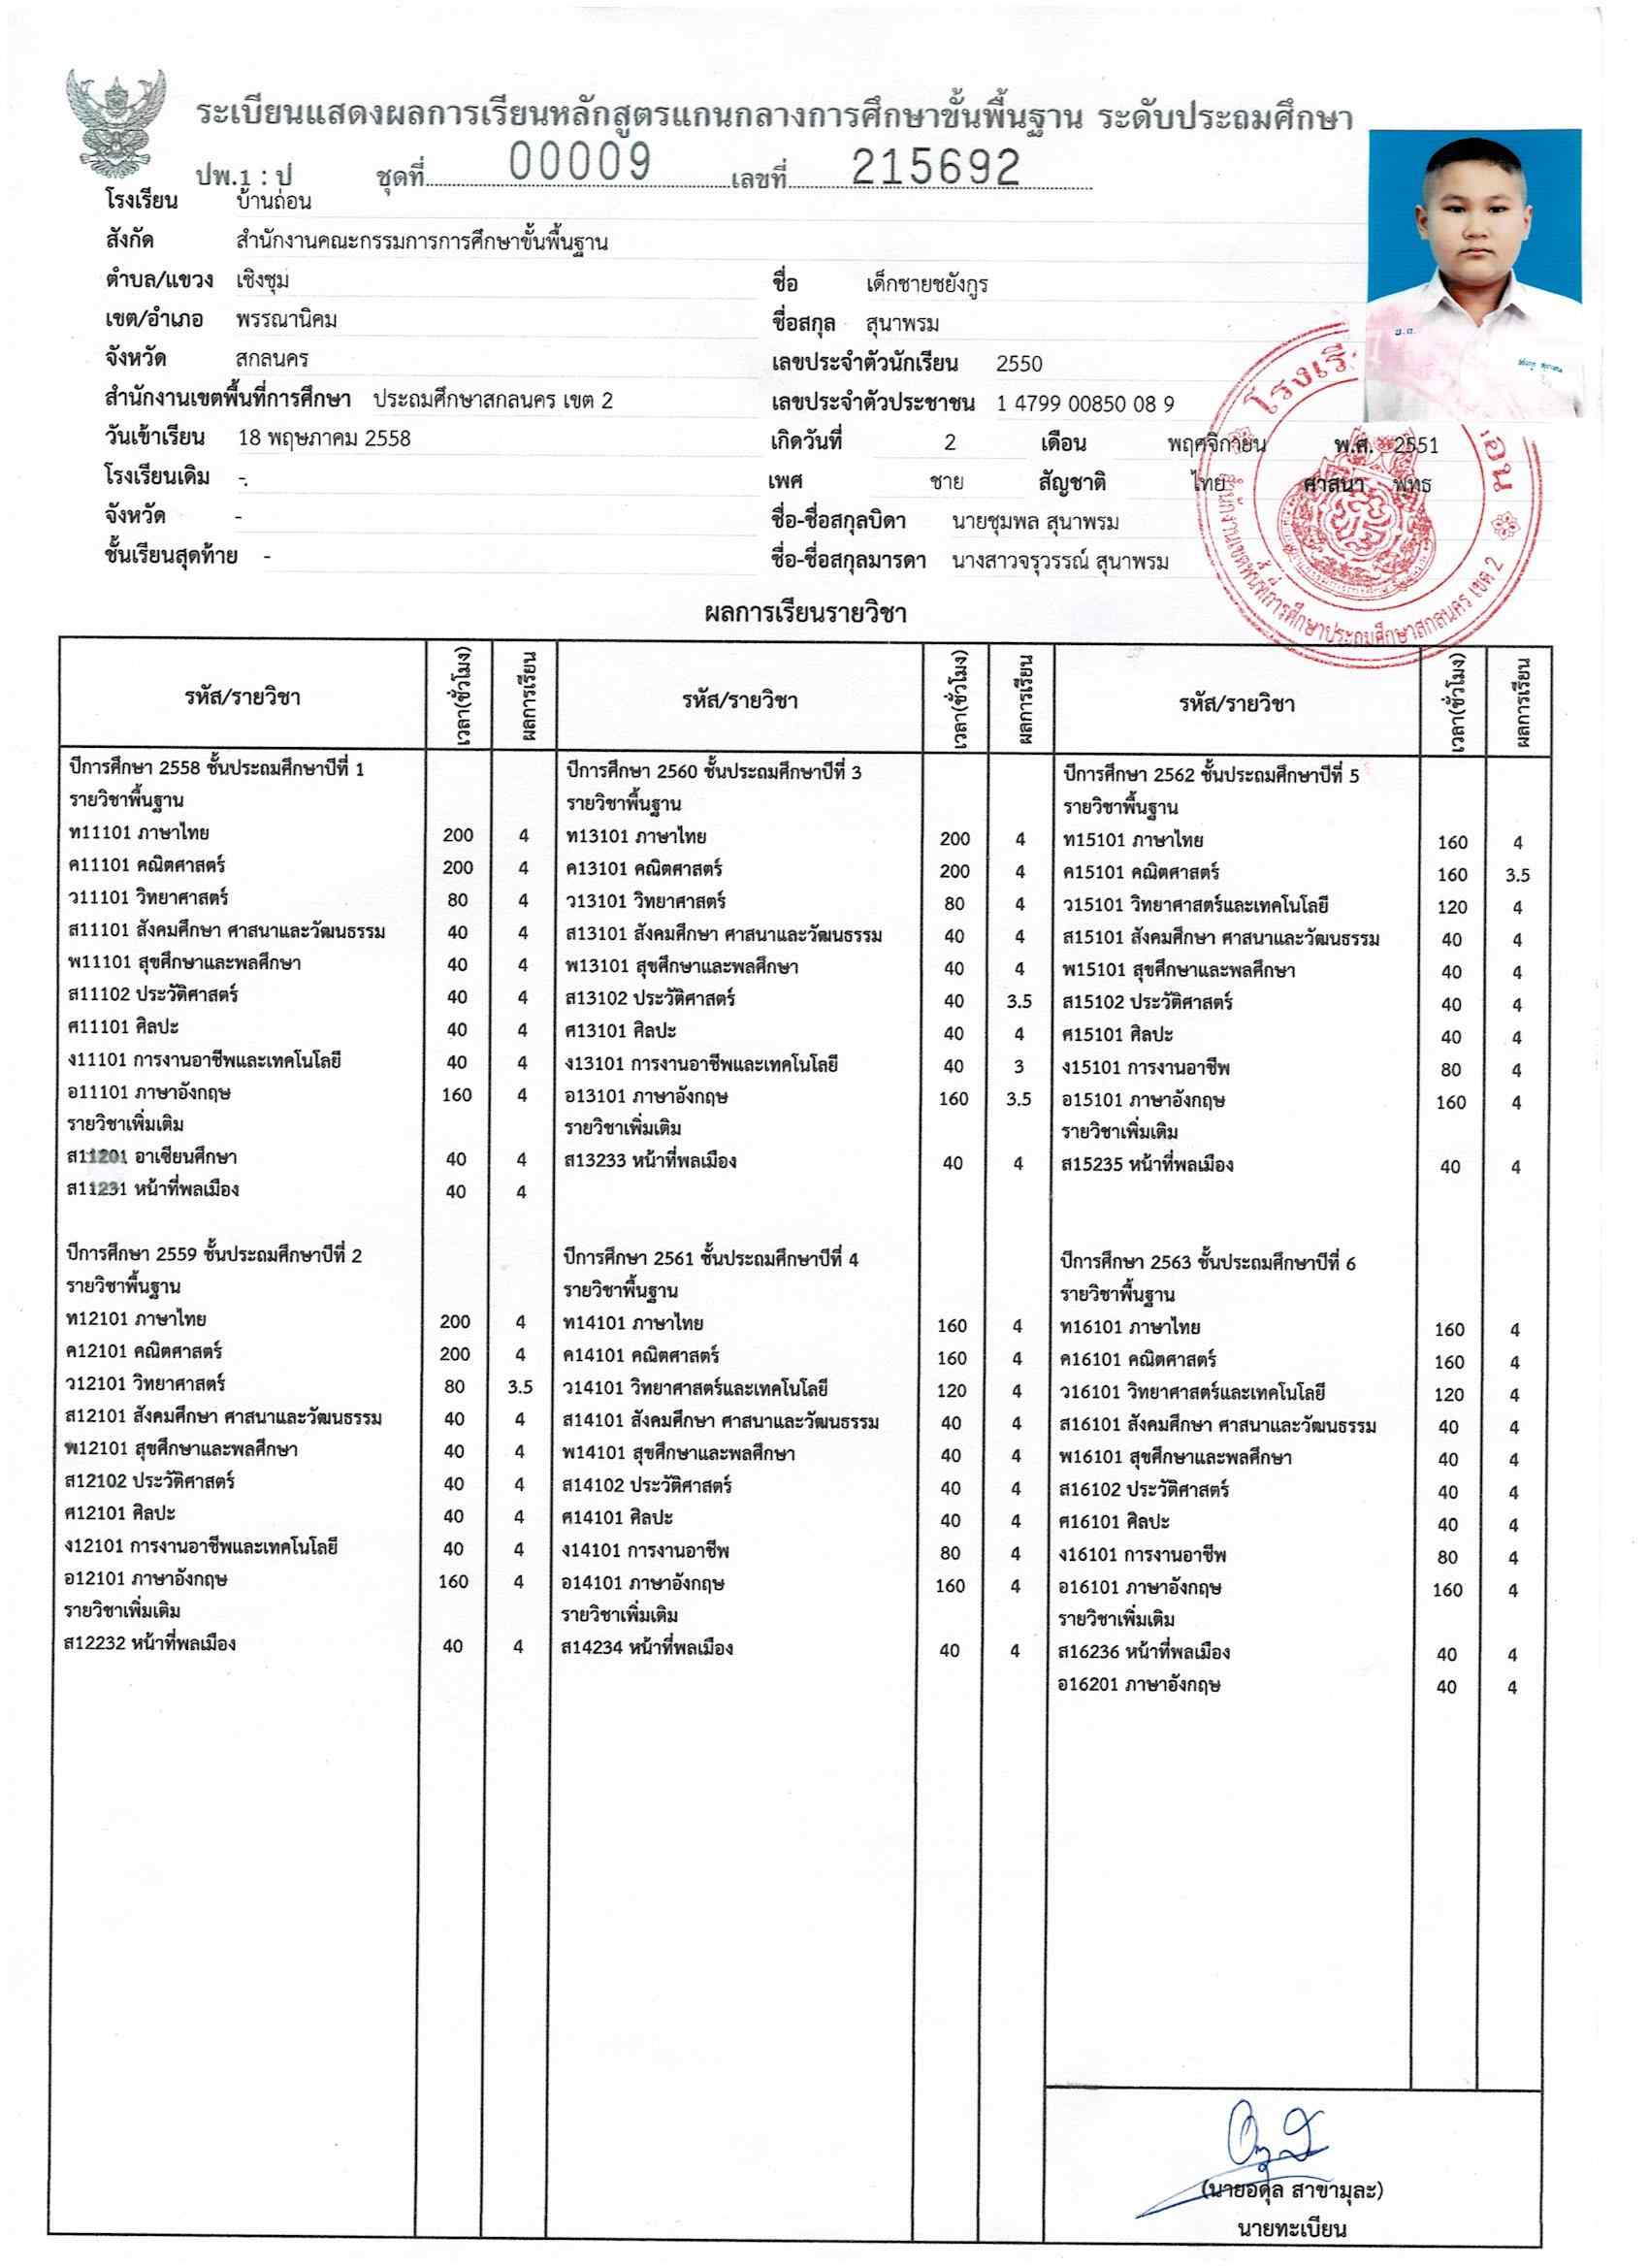 ระเบียนแสดงผลการเรียนหลักสูตรแกนกลางการศึกษาขั้นพื้นฐาน ระดับประถมศึกษา
ปพ.1 : ป ชุดที่ 00009 เลขที่ 215692
โรงเรียน บ้านถ่อน
สังกัด สำนักงานคณะกรรมการการศึกษาขั้นพื้นฐาน
ตำบล/แขวง เชิงชุม
เขต/อำเภอ พรรณานิคม
จังหวัด สกลนคร
สำนักงานเขตพื้นที่การศึกษา ประถมศึกษาสกลนคร เขต 2
วันเข้าเรียน 18 พฤษภาคม 2558
โรงเรียนเดิม -
จังหวัด -
ชั้นเรียนสุดท้าย -
ชื่อ เด็กชายชยังกูร
ชื่อสกุล สุนาพรม
เลขประจำตัวนักเรียน 2550
เลขประจำตัวประชาชน 1 4799 00850 08 9
เกิดวันที่ 2 เดือน พฤศจิกายน พ.ศ. 2551
เพศ ชาย สัญชาติ ไทย ศาสนา พุทธ
ชื่อ-ชื่อสกุลบิดา นายชุมพล สุนาพรม
ชื่อ-ชื่อสกุลมารดา นางสาวจรุวรรณ์ สุนาพรม
ผลการเรียนรายวิชา
รหัส/รายวิชา เวลา(ชั่วโมง) ผลการเรียน
ปีการศึกษา 2558 ชั้นประถมศึกษาปีที่ 1
รายวิชาพื้นฐาน
ท11101 ภาษาไทย 200 4
ค11101 คณิตศาสตร์ 200 4
ว11101 วิทยาศาสตร์ 80 4
ส11101 สังคมศึกษา ศาสนาและวัฒนธรรม 40 4
พ11101 สุขศึกษาและพลศึกษา 40 4
ส11102 ประวัติศาสตร์ 40 4
ศ11101 ศิลปะ 40 4
ง11101 การงานอาชีพและเทคโนโลยี 40 4
อ11101 ภาษาอังกฤษ 160 4
รายวิชาเพิ่มเติม
ส11201 อาเซียนศึกษา 40 4
ส11231 หน้าที่พลเมือง 40 4
ปีการศึกษา 2559 ชั้นประถมศึกษาปีที่ 2
รายวิชาพื้นฐาน
ท12101 ภาษาไทย 200 4
ค12101 คณิตศาสตร์ 200 4
ว12101 วิทยาศาสตร์ 80 3.5
ส12101 สังคมศึกษา ศาสนาและวัฒนธรรม 40 4
พ12101 สุขศึกษาและพลศึกษา 40 4
ส12102 ประวัติศาสตร์ 40 4
ศ12101 ศิลปะ 40 4
ง12101 การงานอาชีพและเทคโนโลยี 40 4
อ12101 ภาษาอังกฤษ 160 4
รายวิชาเพิ่มเติม
ส12232 หน้าที่พลเมือง 40 4
รหัส/รายวิชา เวลา(ชั่วโมง) ผลการเรียน
ปีการศึกษา 2560 ชั้นประถมศึกษาปีที่ 3
รายวิชาพื้นฐาน
ท13101 ภาษาไทย 200 4
ค13101 คณิตศาสตร์ 200 4
ว13101 วิทยาศาสตร์ 80 4
ส13101 สังคมศึกษา ศาสนาและวัฒนธรรม 40 4
พ13101 สุขศึกษาและพลศึกษา 40 4
ส13102 ประวัติศาสตร์ 40 3.5
ศ13101 ศิลปะ 40 4
ง13101 การงานอาชีพและเทคโนโลยี 40 3
อ13101 ภาษาอังกฤษ 160 3.5
รายวิชาเพิ่มเติม
ส13233 หน้าที่พลเมือง 40 4
ปีการศึกษา 2561 ชั้นประถมศึกษาปีที่ 4
รายวิชาพื้นฐาน
ท14101 ภาษาไทย 160 4
ค14101 คณิตศาสตร์ 160 4
ว14101 วิทยาศาสตร์และเทคโนโลยี 120 4
ส14101 สังคมศึกษา ศาสนาและวัฒนธรรม 40 4
พ14101 สุขศึกษาและพลศึกษา 40 4
ส14102 ประวัติศาสตร์ 40 4
ศ14101 ศิลปะ 40 4
ง14101 การงานอาชีพ 80 4
อ14101 ภาษาอังกฤษ 160 4
รายวิชาเพิ่มเติม
ส14234 หน้าที่พลเมือง 40 4
รหัส/รายวิชา เวลา(ชั่วโมง) ผลการเรียน
ปีการศึกษา 2562 ชั้นประถมศึกษาปีที่ 5
รายวิชาพื้นฐาน
ท15101 ภาษาไทย 160 4
ค15101 คณิตศาสตร์ 160 3.5
ว15101 วิทยาศาสตร์และเทคโนโลยี 120 4
ส15101 สังคมศึกษา ศาสนาและวัฒนธรรม 40 4
พ15101 สุขศึกษาและพลศึกษา 40 4
ส15102 ประวัติศาสตร์ 40 4
ศ15101 ศิลปะ 40 4
ง15101 การงานอาชีพ 80 4
อ15101 ภาษาอังกฤษ 160 4
รายวิชาเพิ่มเติม
ส15235 หน้าที่พลเมือง 40 4
ปีการศึกษา 2563 ชั้นประถมศึกษาปีที่ 6
รายวิชาพื้นฐาน
ท16101 ภาษาไทย 160 4
ค16101 คณิตศาสตร์ 160 4
ว16101 วิทยาศาสตร์และเทคโนโลยี 120 4
ส16101 สังคมศึกษา ศาสนาและวัฒนธรรม 40 4
พ16101 สุขศึกษาและพลศึกษา 40 4
ส16102 ประวัติศาสตร์ 40 4
ศ16101 ศิลปะ 40 4
ง16101 การงานอาชีพ 80 4
อ16101 ภาษาอังกฤษ 160 4
รายวิชาเพิ่มเติม
ส16236 หน้าที่พลเมือง 40 4
อ16201 ภาษาอังกฤษ 40 4
(นายอดุล สาขามุละ)
นายทะเบียน